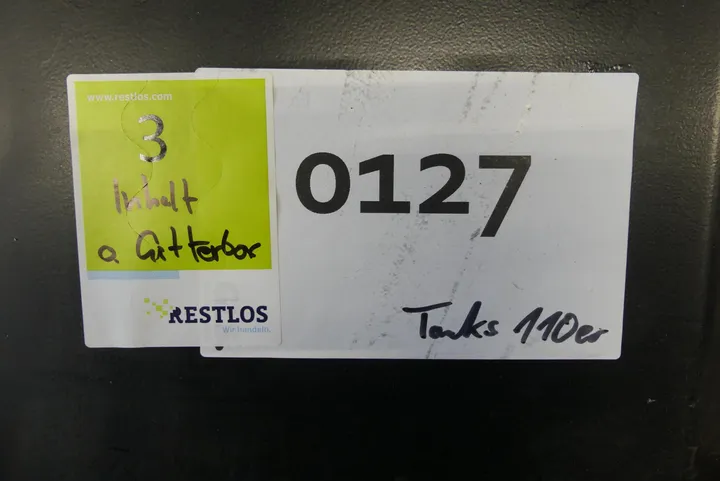 www.restlos.com
3
Inhalt
o. Gitterbox
RESTLOS
Wir handeln.
0127
Tanks 110er